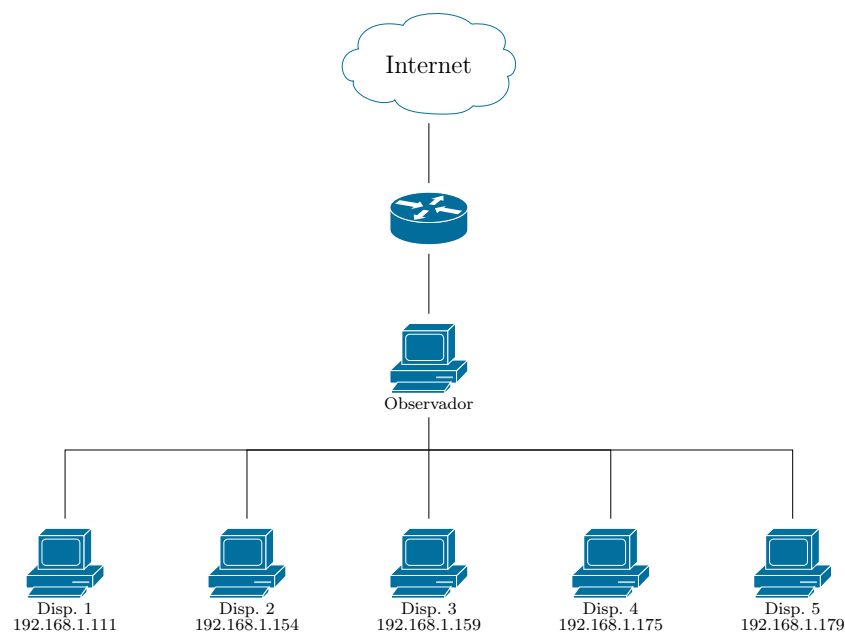 Internet
Observador
Disp. 1
192.168.1.111
Disp. 2
192.168.1.154
Disp. 3
192.168.1.159
Disp. 4
192.168.1.175
Disp. 5
192.168.1.179